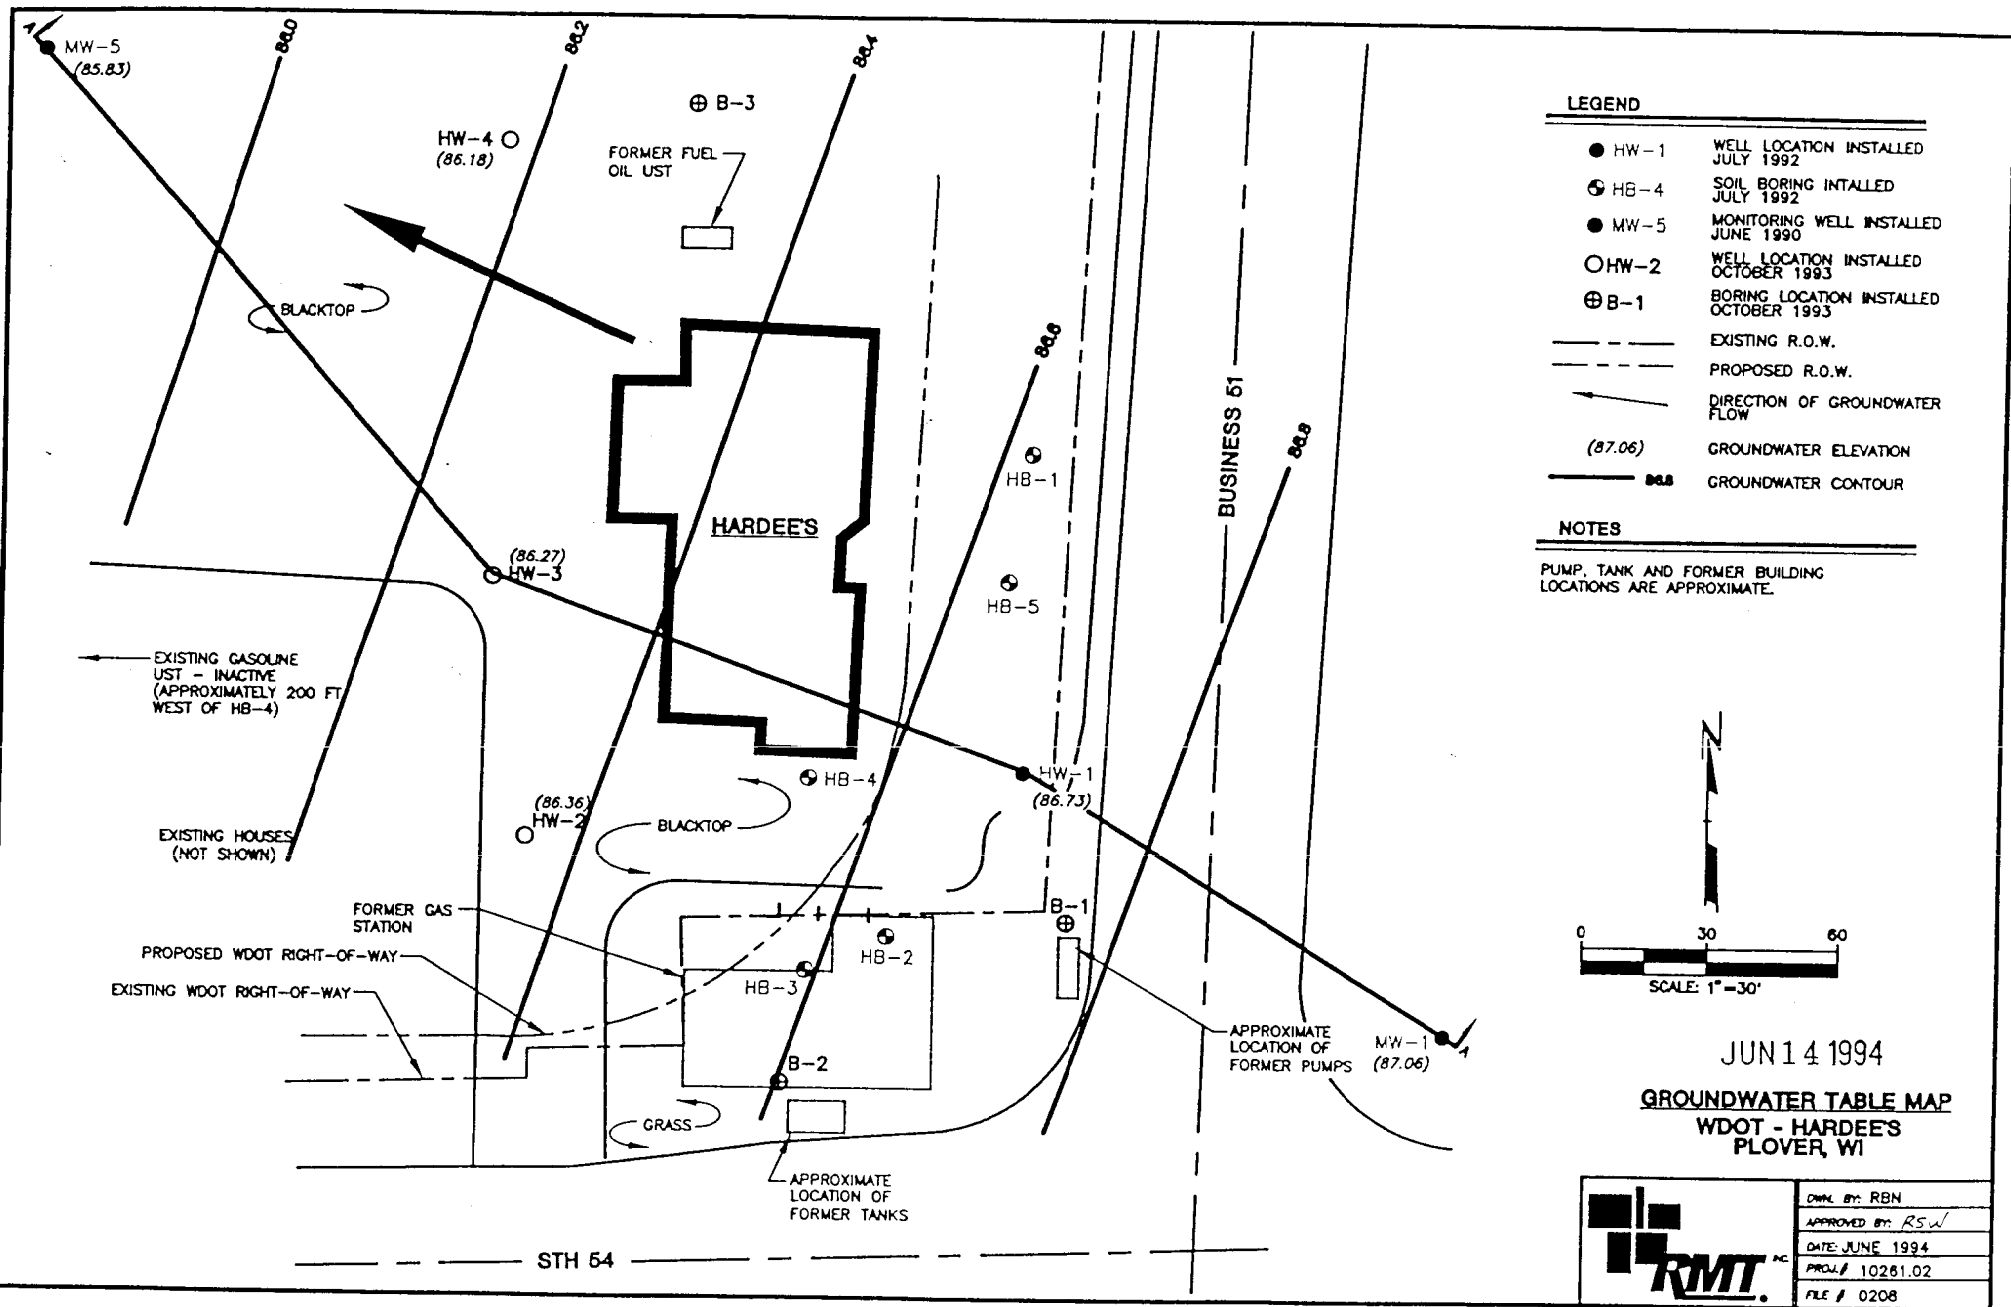 A
MW-5
(85.83)
86.0
86.2
86.4
HW-4
(86.18)
B-3
FORMER FUEL
OIL UST
BLACKTOP
86.6
HB-1
HARDEE'S
(86.27)
HW-3
HB-5
BUSINESS 51
86.8
EXISTING GASOLINE
UST - INACTIVE
(APPROXIMATELY 200 FT
WEST OF HB-4)
HB-4
HW-1
(86.73)
(86.36)
HW-2
BLACKTOP
EXISTING HOUSES
(NOT SHOWN)
FORMER GAS
STATION
B-1
HB-2
PROPOSED WDOT RIGHT-OF-WAY
HB-3
EXISTING WDOT RIGHT-OF-WAY
B-2
APPROXIMATE
LOCATION OF
FORMER PUMPS
MW-1
(87.06)
A
GRASS
APPROXIMATE
LOCATION OF
FORMER TANKS
STH 54
LEGEND
HW-1 WELL LOCATION INSTALLED
JULY 1992
HB-4 SOIL BORING INTALLED
JULY 1992
MW-5 MONITORING WELL INSTALLED
JUNE 1990
HW-2 WELL LOCATION INSTALLED
OCTOBER 1993
B-1 BORING LOCATION INSTALLED
OCTOBER 1993
EXISTING R.O.W.
PROPOSED R.O.W.
DIRECTION OF GROUNDWATER
FLOW
(87.06) GROUNDWATER ELEVATION
86.8 GROUNDWATER CONTOUR
NOTES
PUMP, TANK AND FORMER BUILDING
LOCATIONS ARE APPROXIMATE.
N
0 30 60
SCALE: 1"=30'
JUN 14 1994
GROUNDWATER TABLE MAP
WDOT - HARDEE'S
PLOVER, WI
RMT INC.
DWN. BY: RBN
APPROVED BY: RSW
DATE: JUNE 1994
PROJ.# 10261.02
FILE # 0208